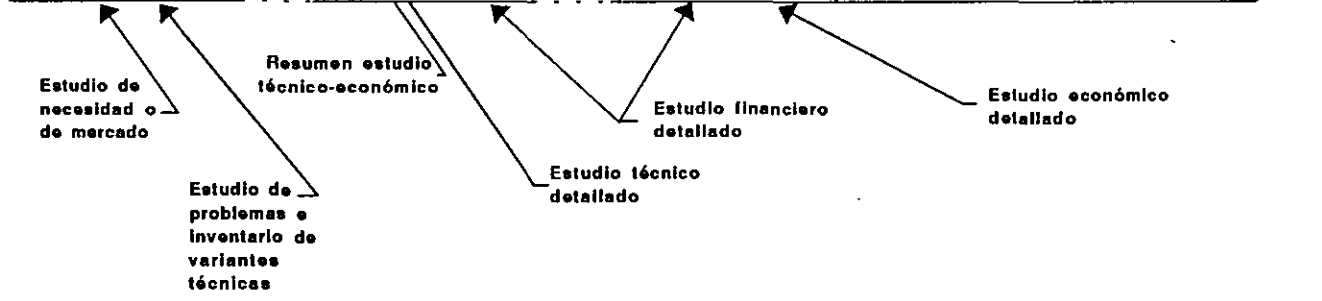 Estudio de
necesidad o
de mercado
Resumen estudio
técnico-económico
Estudio financiero
detallado
Estudio económico
detallado
Estudio técnico
detallado
Estudio de
problemas e
inventario de
variantes
técnicas